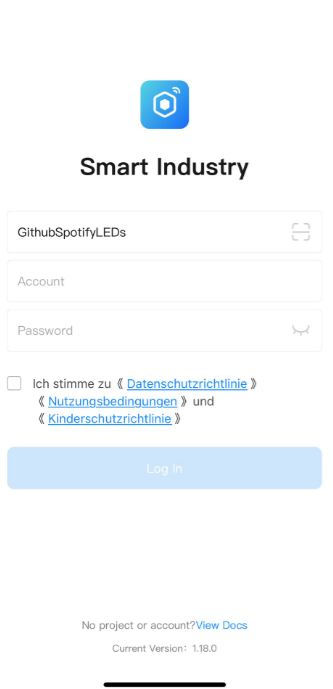 Smart Industry
GithubSpotifyLEDs
Account
Password
Ich stimme zu《 Datenschutzrichtlinie 》
《 Nutzungsbedingungen 》und
《 Kinderschutzrichtlinie 》
Log In
No project or account?View Docs
Current Version：1.18.0